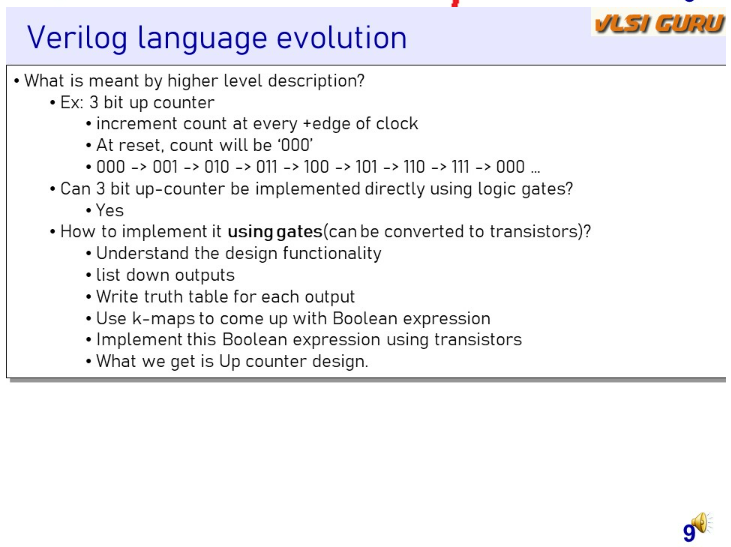 Verilog language evolution
VLSI GURU
• What is meant by higher level description?
• Ex: 3 bit up counter
• increment count at every +edge of clock
• At reset, count will be ‘000’
• 000 -> 001 -> 010 -> 011 -> 100 -> 101 -> 110 -> 111 -> 000 ...
• Can 3 bit up-counter be implemented directly using logic gates?
• Yes
• How to implement it using gates(can be converted to transistors)?
• Understand the design functionality
• list down outputs
• Write truth table for each output
• Use k-maps to come up with Boolean expression
• Implement this Boolean expression using transistors
• What we get is Up counter design.
9